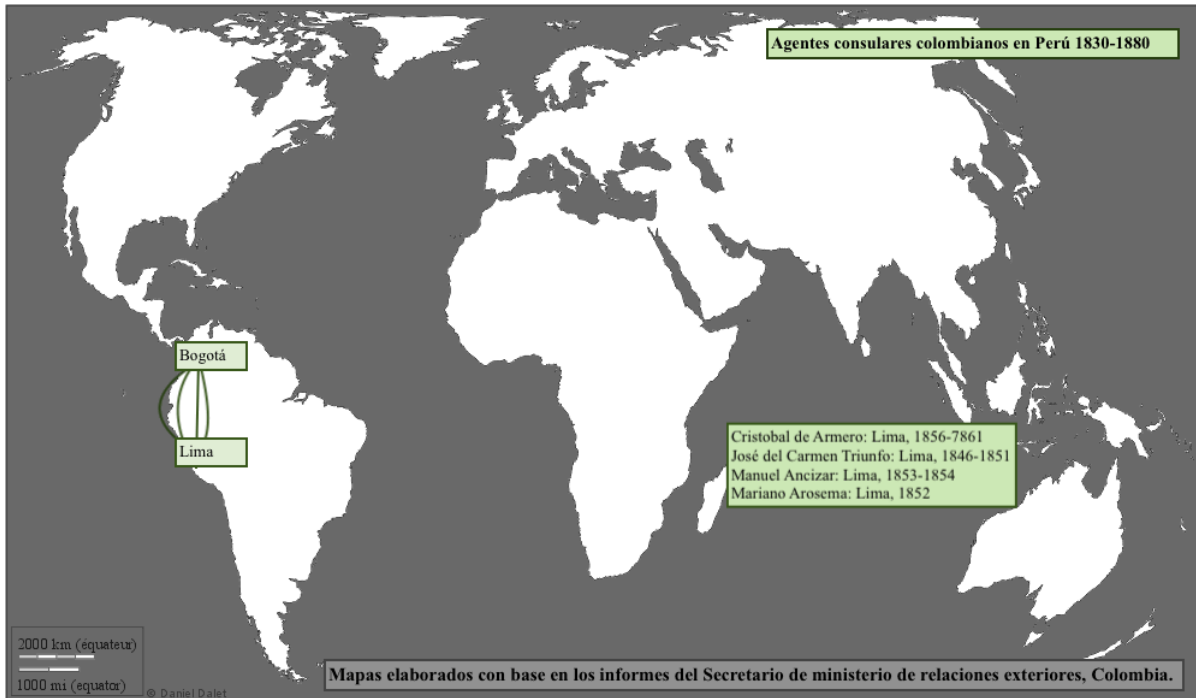 Agentes consulares colombianos en Perú 1830-1880
Bogotá
Lima
Cristobal de Armero: Lima, 1856-7861
José del Carmen Triunfo: Lima, 1846-1851
Manuel Ancizar: Lima, 1853-1854
Mariano Arosema: Lima, 1852
2000 km (équateur)
1000 mi (equator)
© Daniel Dalet
Mapas elaborados con base en los informes del Secretario de ministerio de relaciones exteriores, Colombia.